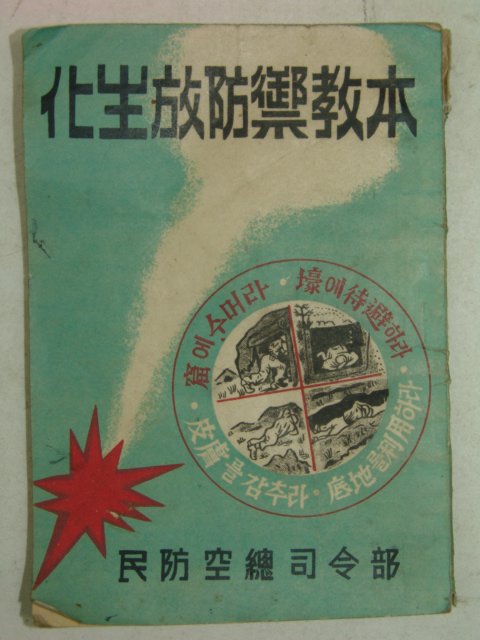 化生放防禦敎本
窟에 수머라 · 壕에 待避하라 · 底地를 利用하라 · 皮膚를 감추라 ·
民防空總司令部